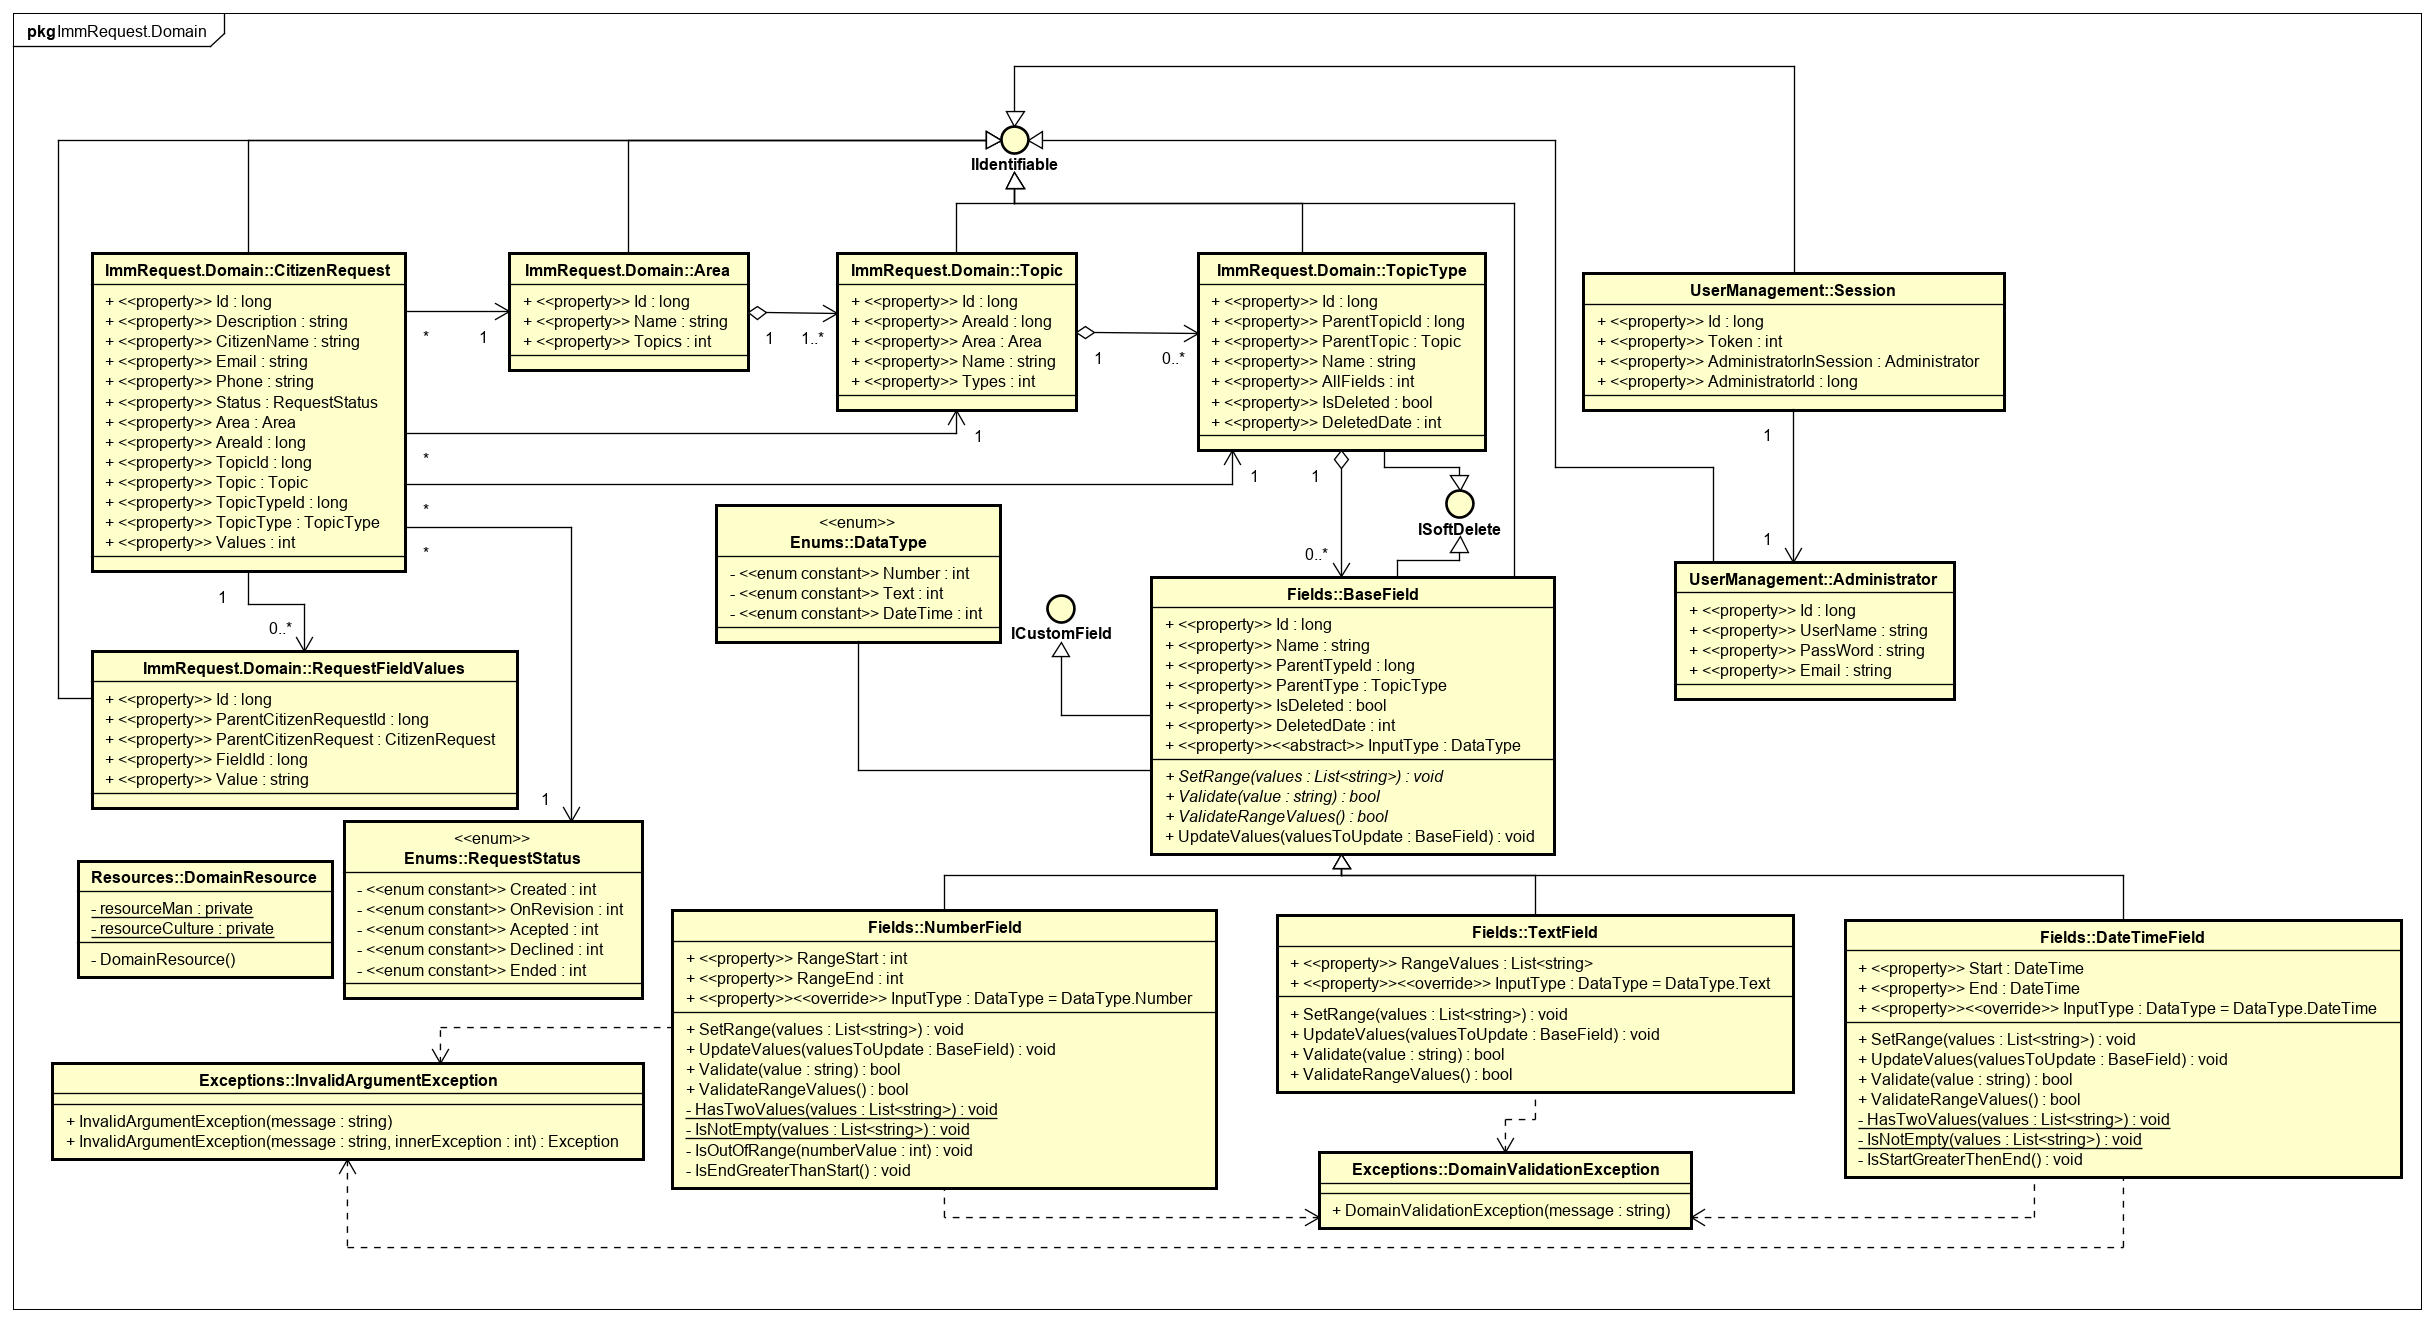 pkg ImmRequest.Domain
IIdentifiable
ImmRequest.Domain::CitizenRequest
+ <<property>> Id : long
+ <<property>> Description : string
+ <<property>> CitizenName : string
+ <<property>> Email : string
+ <<property>> Phone : string
+ <<property>> Status : RequestStatus
+ <<property>> Area : Area
+ <<property>> AreaId : long
+ <<property>> TopicId : long
+ <<property>> Topic : Topic
+ <<property>> TopicTypeId : long
+ <<property>> TopicType : TopicType
+ <<property>> Values : int
*
1
*
1
*
1
*
1
1
0..*
ImmRequest.Domain::Area
+ <<property>> Id : long
+ <<property>> Name : string
+ <<property>> Topics : int
1
1..*
ImmRequest.Domain::Topic
+ <<property>> Id : long
+ <<property>> AreaId : long
+ <<property>> Area : Area
+ <<property>> Name : string
+ <<property>> Types : int
1
0..*
ImmRequest.Domain::TopicType
+ <<property>> Id : long
+ <<property>> ParentTopicId : long
+ <<property>> ParentTopic : Topic
+ <<property>> Name : string
+ <<property>> AllFields : int
+ <<property>> IsDeleted : bool
+ <<property>> DeletedDate : int
1
0..*
ISoftDelete
UserManagement::Session
+ <<property>> Id : long
+ <<property>> Token : int
+ <<property>> AdministratorInSession : Administrator
+ <<property>> AdministratorId : long
1
1
UserManagement::Administrator
+ <<property>> Id : long
+ <<property>> UserName : string
+ <<property>> PassWord : string
+ <<property>> Email : string
<<enum>>
Enums::DataType
- <<enum constant>> Number : int
- <<enum constant>> Text : int
- <<enum constant>> DateTime : int
ICustomField
Fields::BaseField
+ <<property>> Id : long
+ <<property>> Name : string
+ <<property>> ParentTypeId : long
+ <<property>> ParentType : TopicType
+ <<property>> IsDeleted : bool
+ <<property>> DeletedDate : int
+ <<property>><<abstract>> InputType : DataType
+ SetRange(values : List<string>) : void
+ Validate(value : string) : bool
+ ValidateRangeValues() : bool
+ UpdateValues(valuesToUpdate : BaseField) : void
ImmRequest.Domain::RequestFieldValues
+ <<property>> Id : long
+ <<property>> ParentCitizenRequestId : long
+ <<property>> ParentCitizenRequest : CitizenRequest
+ <<property>> FieldId : long
+ <<property>> Value : string
Resources::DomainResource
- resourceMan : private
- resourceCulture : private
- DomainResource()
<<enum>>
Enums::RequestStatus
- <<enum constant>> Created : int
- <<enum constant>> OnRevision : int
- <<enum constant>> Acepted : int
- <<enum constant>> Declined : int
- <<enum constant>> Ended : int
Fields::NumberField
+ <<property>> RangeStart : int
+ <<property>> RangeEnd : int
+ <<property>><<override>> InputType : DataType = DataType.Number
+ SetRange(values : List<string>) : void
+ UpdateValues(valuesToUpdate : BaseField) : void
+ Validate(value : string) : bool
+ ValidateRangeValues() : bool
- HasTwoValues(values : List<string>) : void
- IsNotEmpty(values : List<string>) : void
- IsOutOfRange(numberValue : int) : void
- IsEndGreaterThanStart() : void
Fields::TextField
+ <<property>> RangeValues : List<string>
+ <<property>><<override>> InputType : DataType = DataType.Text
+ SetRange(values : List<string>) : void
+ UpdateValues(valuesToUpdate : BaseField) : void
+ Validate(value : string) : bool
+ ValidateRangeValues() : bool
Fields::DateTimeField
+ <<property>> Start : DateTime
+ <<property>> End : DateTime
+ <<property>><<override>> InputType : DataType = DataType.DateTime
+ SetRange(values : List<string>) : void
+ UpdateValues(valuesToUpdate : BaseField) : void
+ Validate(value : string) : bool
+ ValidateRangeValues() : bool
- HasTwoValues(values : List<string>) : void
- IsNotEmpty(values : List<string>) : void
- IsStartGreaterThenEnd() : void
Exceptions::InvalidArgumentException
+ InvalidArgumentException(message : string)
+ InvalidArgumentException(message : string, innerException : int) : Exception
Exceptions::DomainValidationException
+ DomainValidationException(message : string)